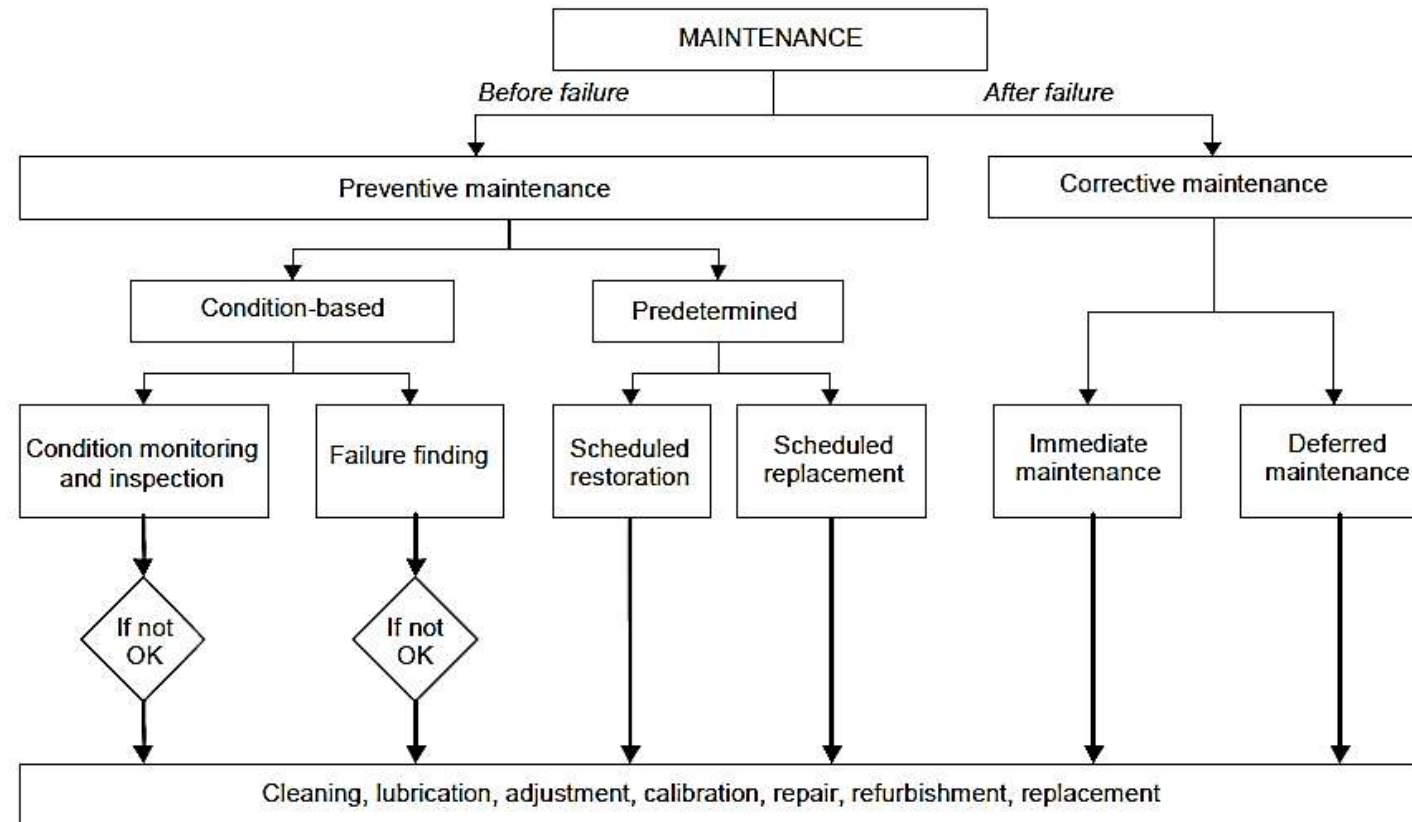 MAINTENANCE
Before failure
After failure
Preventive maintenance
Corrective maintenance
Condition-based
Predetermined
Condition monitoring
and inspection
Failure finding
Scheduled
restoration
Scheduled
replacement
Immediate
maintenance
Deferred
maintenance
If not
OK
If not
OK
Cleaning, lubrication, adjustment, calibration, repair, refurbishment, replacement